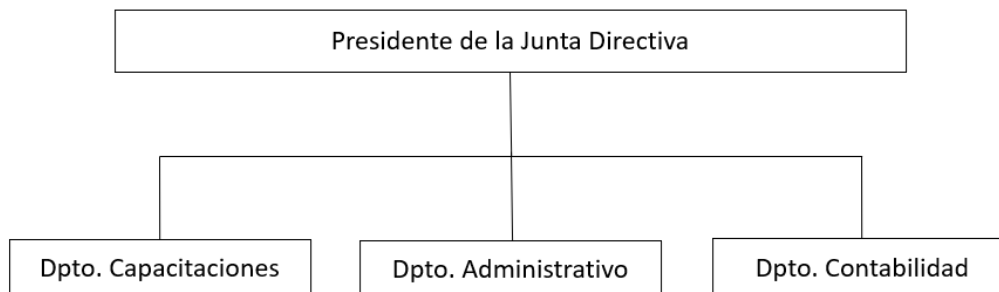 Presidente de la Junta Directiva
Dpto. Capacitaciones
Dpto. Administrativo
Dpto. Contabilidad